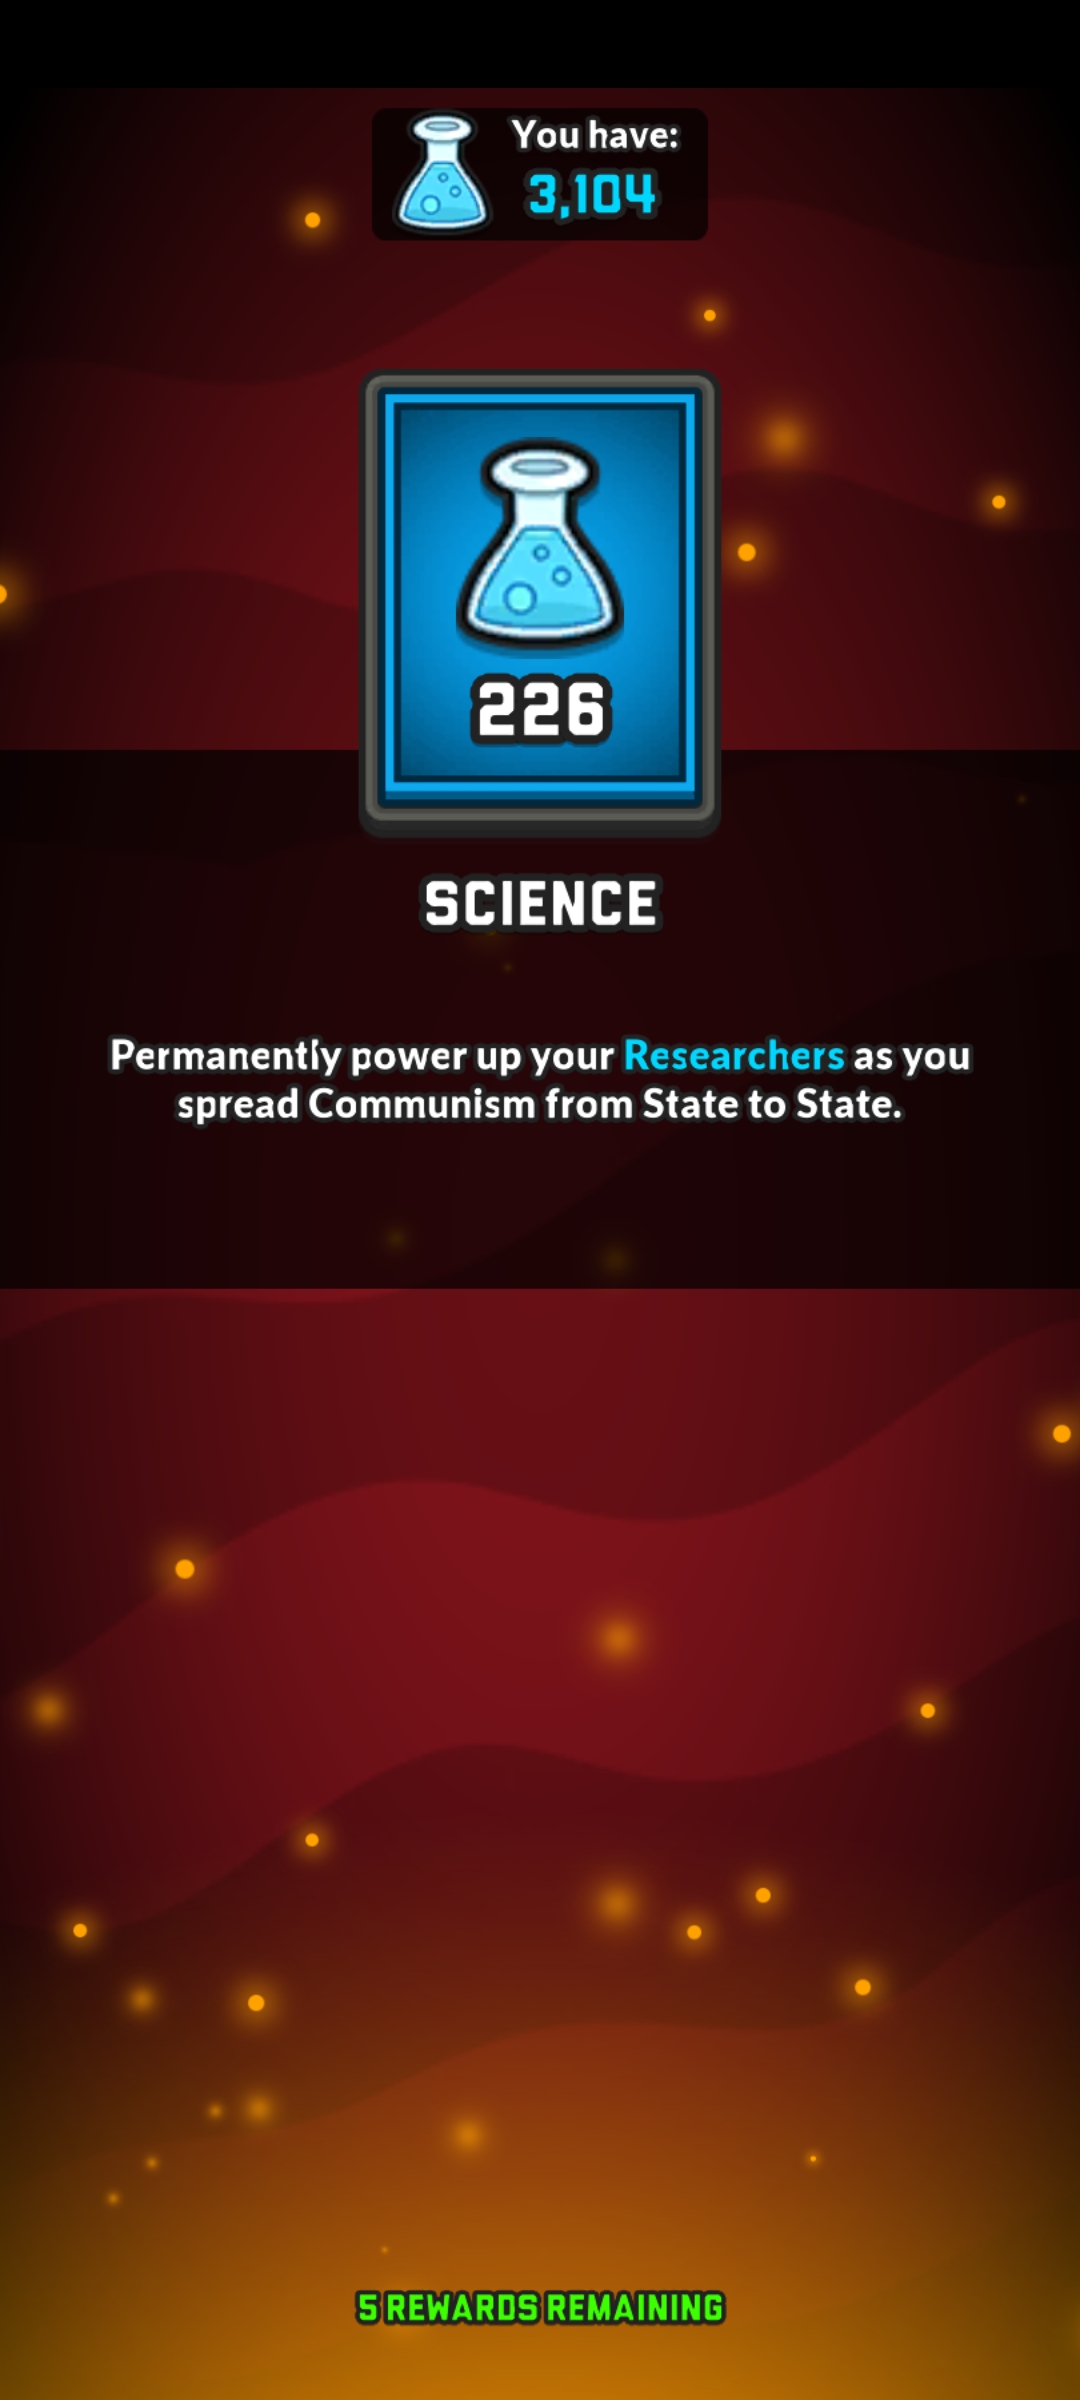 You have:
3,104
226
SCIENCE
Permanently power up your Researchers as you
spread Communism from State to State.
5 REWARDS REMAINING